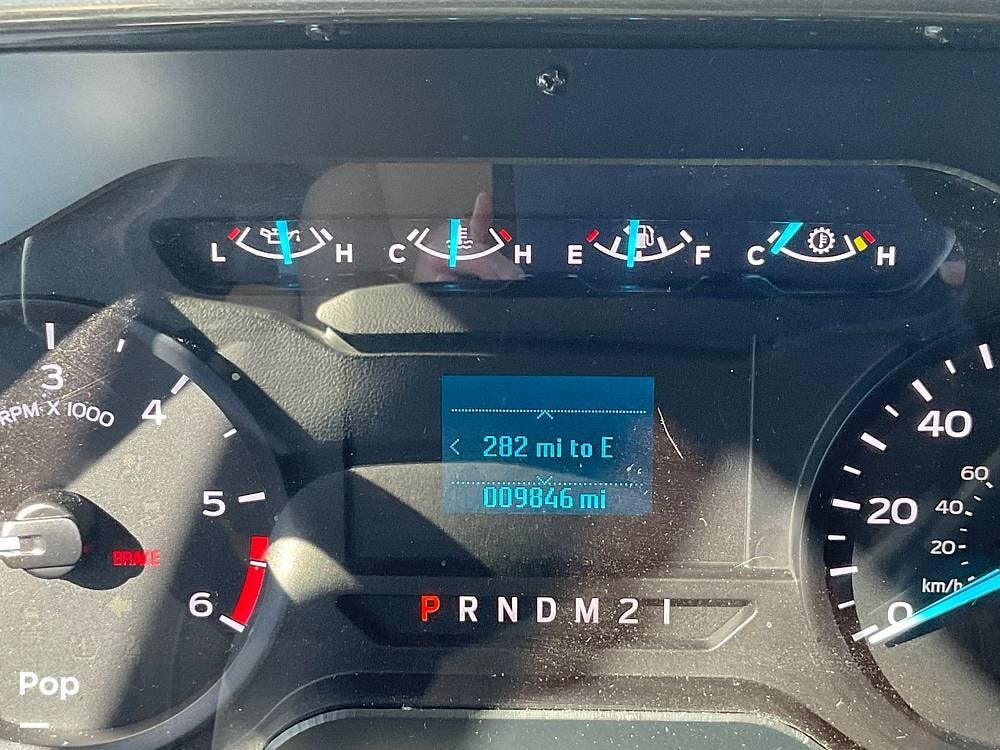 L H C H E F C H
3
RPM X 1000
4
5
6
BRAKE
282 mi to E
009846 mi
P R N D M 2 1
40
20
0
60
40
20
km/h
Pop